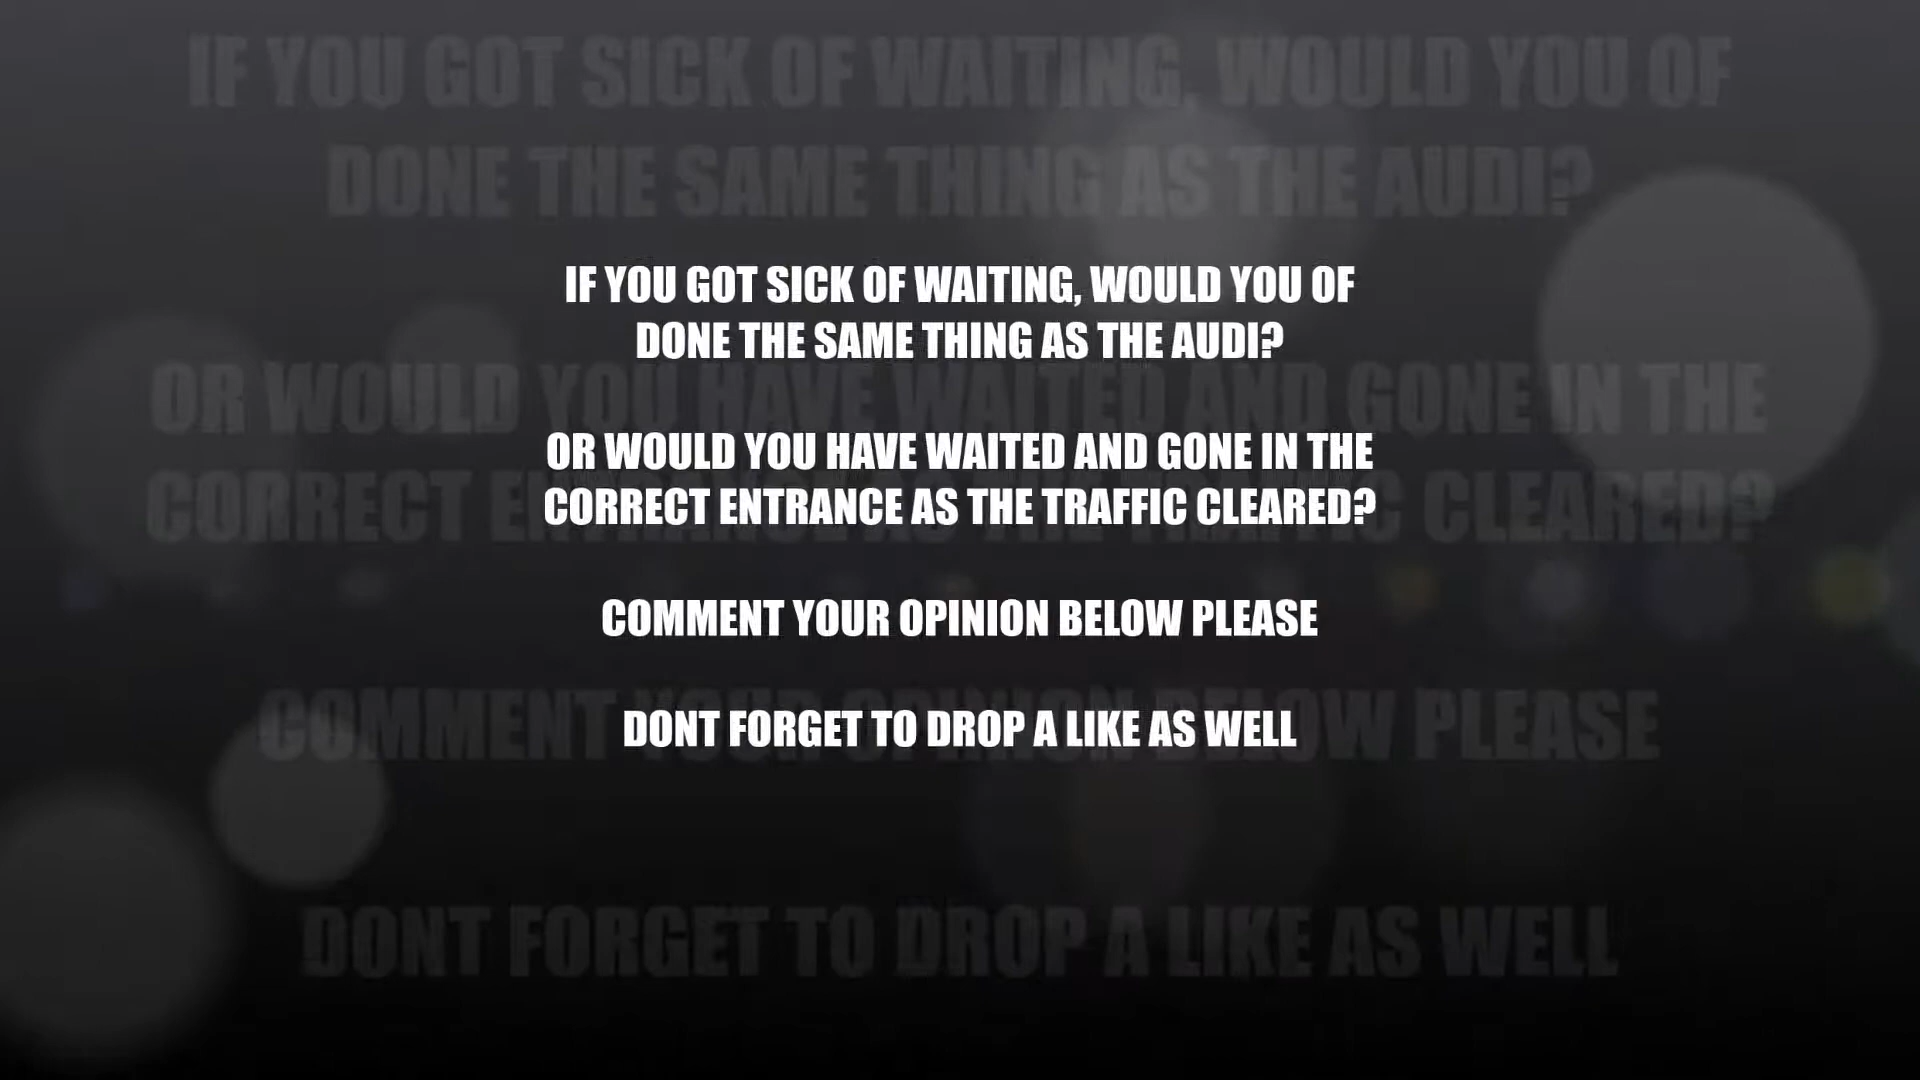 IF YOU GOT SICK OF WAITING, WOULD YOU OF
DONE THE SAME THING AS THE AUDI?
OR WOULD YOU HAVE WAITED AND GONE IN THE
CORRECT ENTRANCE AS THE TRAFFIC CLEARED?
COMMENT YOUR OPINION BELOW PLEASE
DONT FORGET TO DROP A LIKE AS WELL